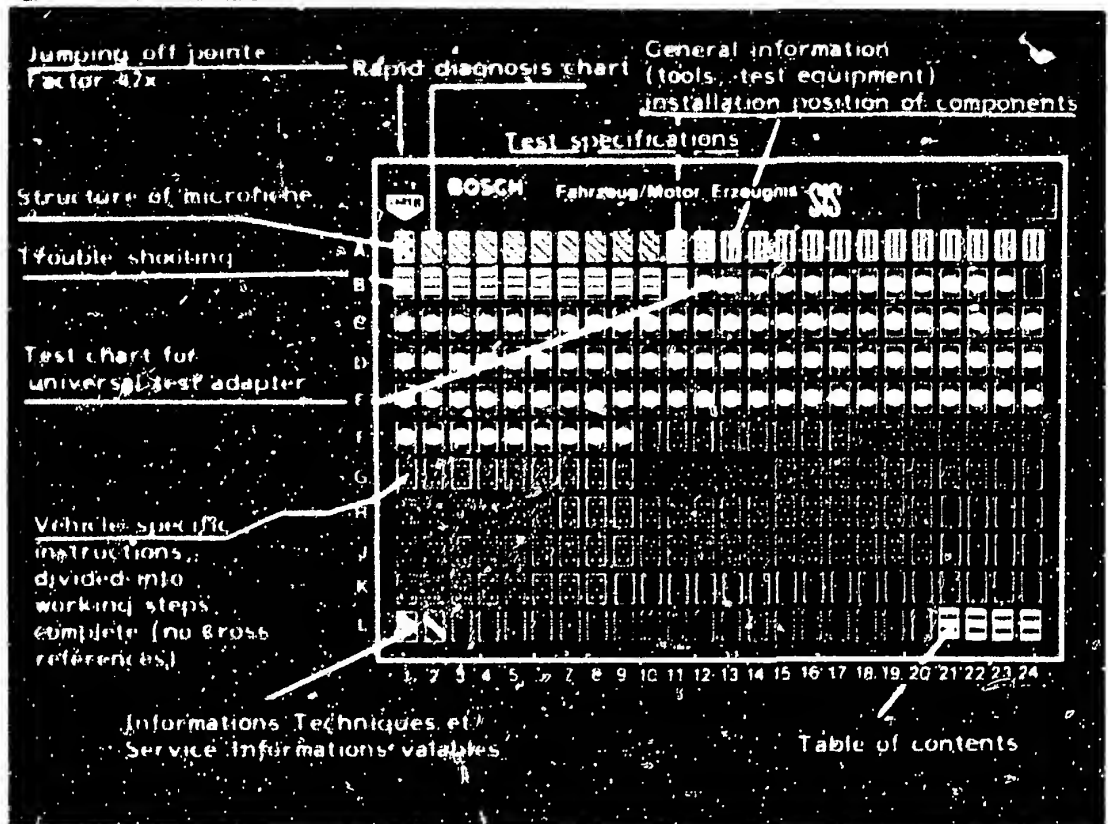 Jumping off pointe
Factor 42x
Rapid diagnosis chart
General information
(tools, test equipment)
installation position of components
Test specifications
BOSCH Fahrzeug/Motor Erzeugnis SIS
Structure of microfiche
Trouble shooting
Test chart for
universal test adapter
Vehicle specific
instructions,
divided into
working steps
complete (no cross
references)
A
B
C
D
E
F
G
H
J
K
L
1 2 3 4 5 6 7 8 9 10 11 12 13 14 15 16 17 18 19 20 21 22 23 24
Informations Techniques et
Service Informations valables
Table of contents